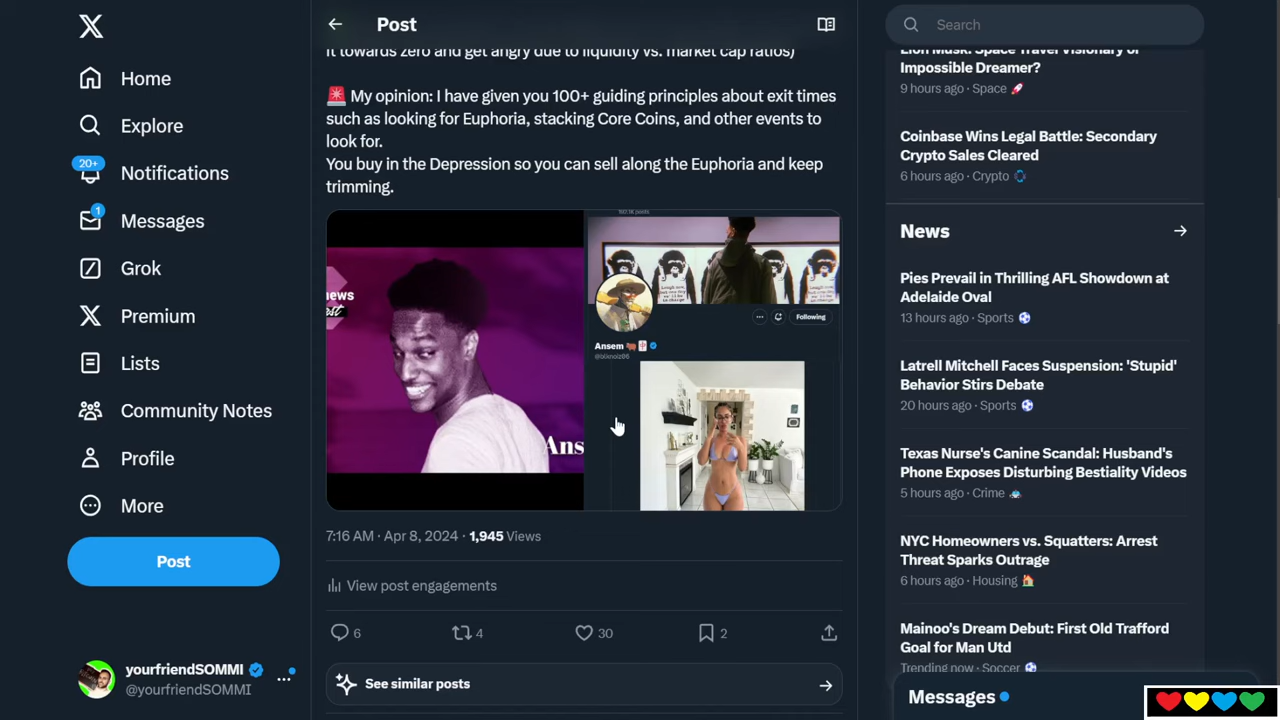 Home
Explore
20+
Notifications
1
Messages
Grok
Premium
Lists
Community Notes
Profile
More
Post
yourfriendSOMMI
@yourfriendSOMMI
Post
it towards zero and get angry due to liquidity vs. market cap ratios)
🚨 My opinion: I have given you 100+ guiding principles about exit times
such as looking for Euphoria, stacking Core Coins, and other events to
look for.
You buy in the Depression so you can sell along the Euphoria and keep
trimming.
news
Ans
Following
Ansem
@blknoiz06
7:16 AM · Apr 8, 2024 · 1,945 Views
View post engagements
6
4
30
2
See similar posts
Search
Elon Musk: Space Travel Visionary or
Impossible Dreamer?
9 hours ago · Space 🚀
Coinbase Wins Legal Battle: Secondary
Crypto Sales Cleared
6 hours ago · Crypto
News
Pies Prevail in Thrilling AFL Showdown at
Adelaide Oval
13 hours ago · Sports ⚽
Latrell Mitchell Faces Suspension: 'Stupid'
Behavior Stirs Debate
20 hours ago · Sports ⚽
Texas Nurse's Canine Scandal: Husband's
Phone Exposes Disturbing Bestiality Videos
5 hours ago · Crime
NYC Homeowners vs. Squatters: Arrest
Threat Sparks Outrage
6 hours ago · Housing 🏠
Mainoo's Dream Debut: First Old Trafford
Goal for Man Utd
Trending now · Soccer ⚽
Messages